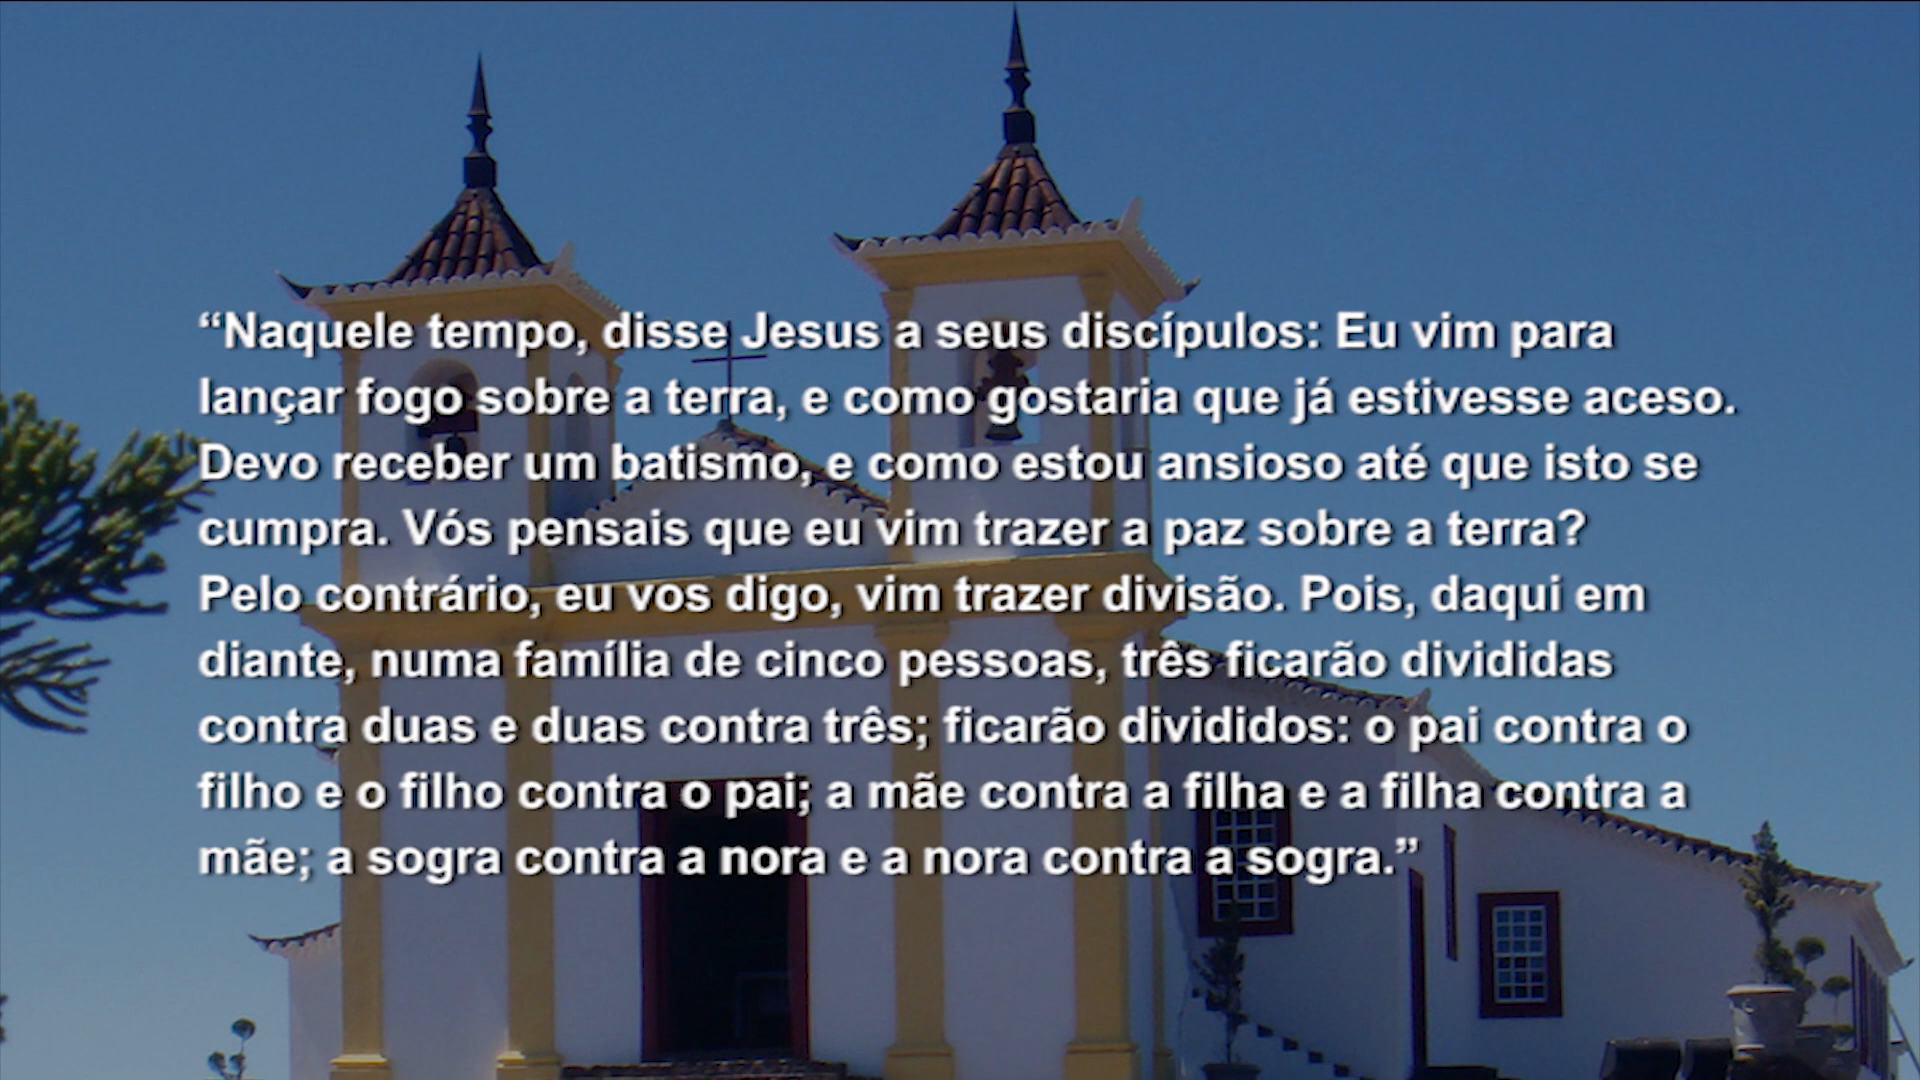 “Naquele tempo, disse Jesus a seus discípulos: Eu vim para
lançar fogo sobre a terra, e como gostaria que já estivesse aceso.
Devo receber um batismo, e como estou ansioso até que isto se
cumpra. Vós pensais que eu vim trazer a paz sobre a terra?
Pelo contrário, eu vos digo, vim trazer divisão. Pois, daqui em
diante, numa família de cinco pessoas, três ficarão divididas
contra duas e duas contra três; ficarão divididos: o pai contra o
filho e o filho contra o pai; a mãe contra a filha e a filha contra a
mãe; a sogra contra a nora e a nora contra a sogra.”